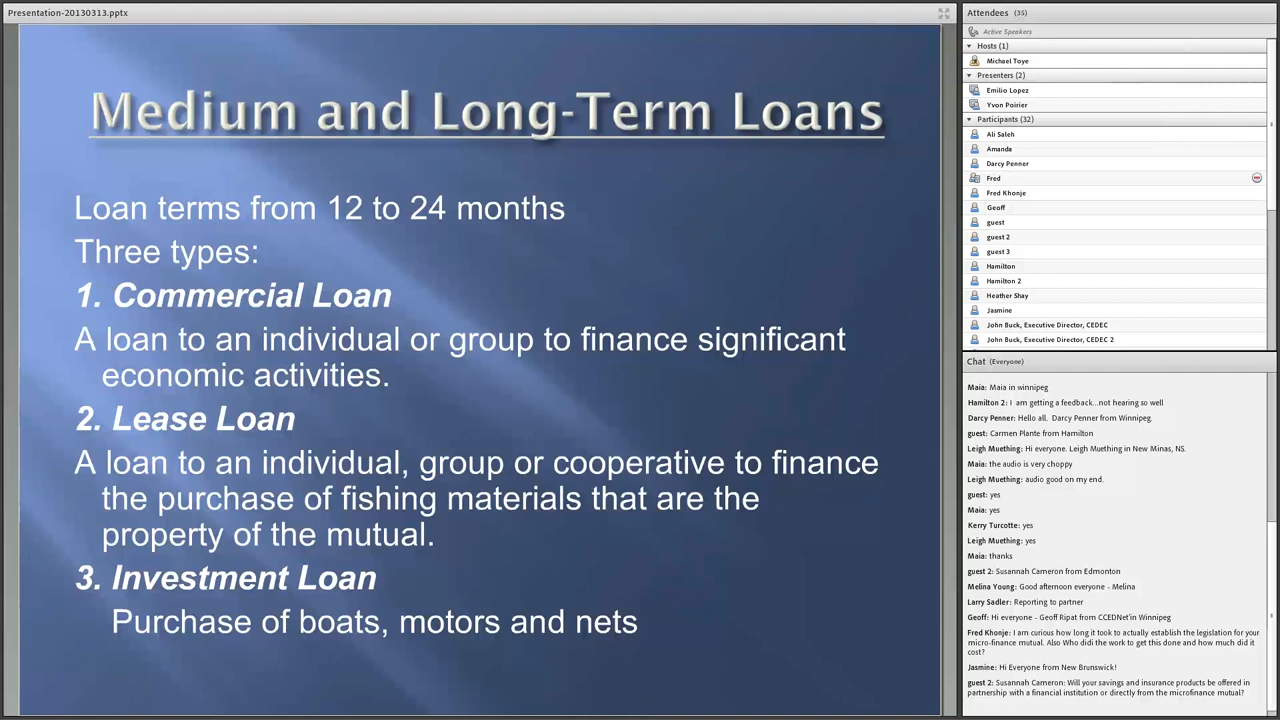 Presentation-20130313.pptx
Medium and Long-Term Loans
Loan terms from 12 to 24 months
Three types:
1. Commercial Loan
A loan to an individual or group to finance significant
economic activities.
2. Lease Loan
A loan to an individual, group or cooperative to finance
the purchase of fishing materials that are the
property of the mutual.
3. Investment Loan
Purchase of boats, motors and nets
Attendees (35)
Active Speakers
Hosts (1)
Michael Toye
Presenters (2)
Emilio Lopez
Yvon Poirier
Participants (32)
Ali Saleh
Amanda
Darcy Penner
Fred
Fred Khonje
Geoff
guest
guest 2
guest 3
Hamilton
Hamilton 2
Heather Shay
Jasmine
John Buck, Executive Director, CEDEC
John Buck, Executive Director, CEDEC 2
Chat (Everyone)
Maia: Maia in winnipeg
Hamilton 2: I am getting a feedback...not hearing so well
Darcy Penner: Hello all. Darcy Penner from Winnipeg.
guest: Carmen Plante from Hamilton
Leigh Muething: Hi everyone. Leigh Muething in New Minas, NS.
Maia: the audio is very choppy
Leigh Muething: audio good on my end.
guest: yes
Maia: yes
Kerry Turcotte: yes
Leigh Muething: yes
Maia: thanks
guest 2: Susannah Cameron from Edmonton
Melina Young: Good afternoon everyone - Melina
Larry Sadler: Reporting to partner
Geoff: Hi everyone - Geoff Ripat from CCEDNet'in Winnipeg
Fred Khonje: I am curious how long it took to actually establish the legislation for your
micro-finance mutual. Also Who didi the work to get this done and how much did it
cost?
Jasmine: Hi Everyone from New Brunswick!
guest 2: Susannah Cameron: Will your savings and insurance products be offered in
partnership with a financial institution or directly from the microfinance mutual?